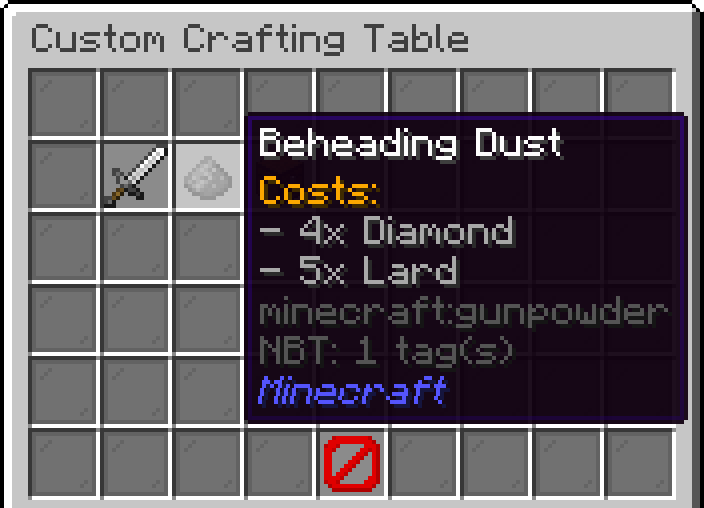 Custom Crafting Table
Beheading Dust
Costs:
- 4x Diamond
- 5x Lard
minecraft:gunpowder
NBT: 1 tag(s)
Minecraft